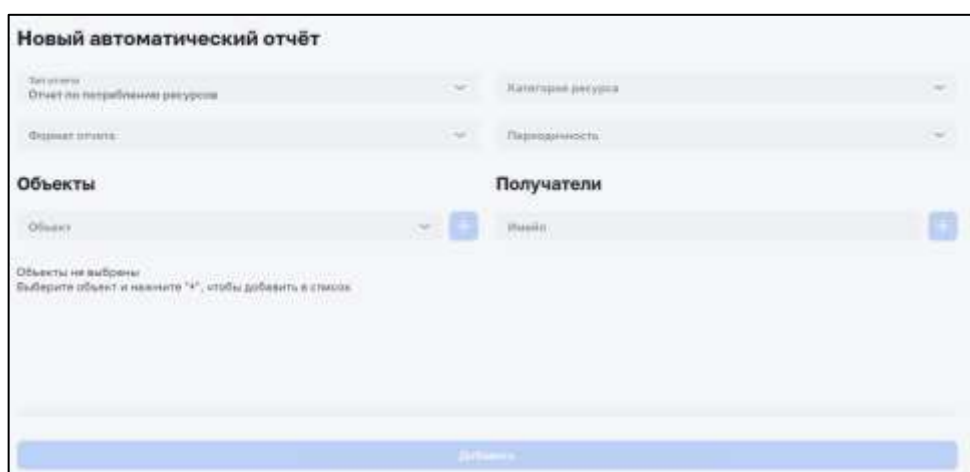 Новый автоматический отчёт
Тип отчета
Отчет по потреблению ресурсов
Категория ресурса
Формат отчета
Периодичность
Объекты
Получатели
Объект
+
Имейл
+
Объекты не выбраны
Выберите объект и нажмите "+", чтобы добавить в список
Добавить